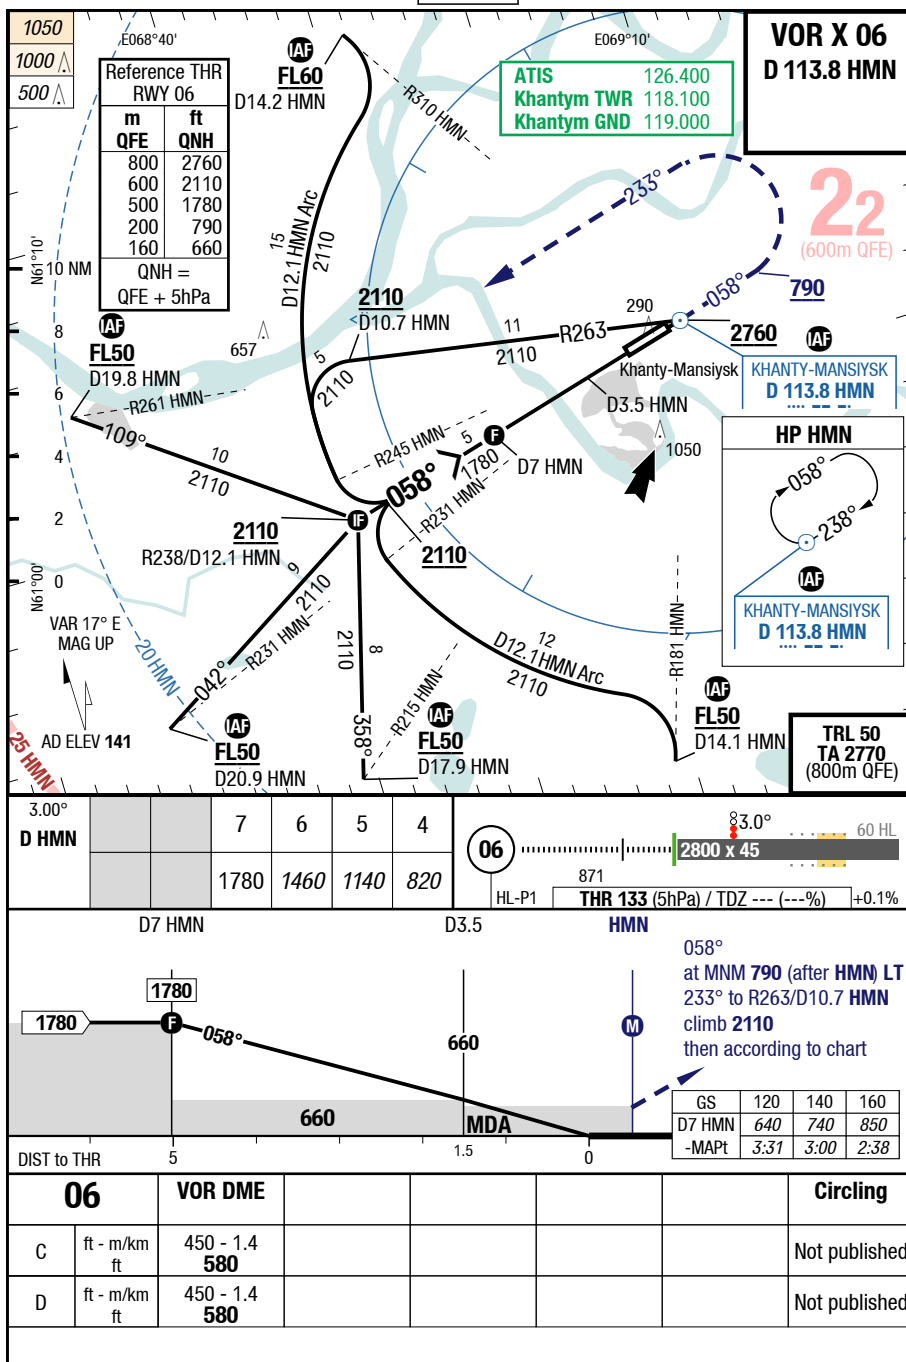 1050
1000
500
E068°40'
E069°10'
VOR X 06
D 113.8 HMN
Reference THR
RWY 06
m ft
QFE QNH
800 2760
600 2110
500 1780
200 790
160 660
QNH =
QFE + 5hPa
IAF
FL60
D14.2 HMN
R310 HMN
ATIS 126.400
Khantym TWR 118.100
Khantym GND 119.000
22
(600m QFE)
233°
058°
790
N61°10'
10 NM
8
6
4
2
0
N61°00'
15
D12.1 HMN Arc
2110
2110
D10.7 HMN
11
R263
2110
290
2760
IAF
KHANTY-MANSIYSK
D 113.8 HMN
Khanty-Mansiysk
D3.5 HMN
IAF
FL50
D19.8 HMN
R261 HMN
657
5
2110
109°
10
2110
R245 HMN
058°
5
1780
F
D7 HMN
1050
R231 HMN
HP HMN
058°
238°
IAF
KHANTY-MANSIYSK
D 113.8 HMN
2110
R238/D12.1 HMN
IF
2110
9
2110
R231 HMN
042°
8
2110
358°
R215 HMN
12
D12.1 HMN Arc
2110
R181 HMN
VAR 17° E
MAG UP
20 HMN
25 HMN
AD ELEV 141
IAF
FL50
D20.9 HMN
IAF
FL50
D17.9 HMN
IAF
FL50
D14.1 HMN
TRL 50
TA 2770
(800m QFE)
3.00°
D HMN 7 6 5 4
1780 1460 1140 820
06
HL-P1
871
3.0°
60 HL
2800 x 45
THR 133 (5hPa) / TDZ --- (---%)
+0.1%
D7 HMN D3.5 HMN
1780
1780
F
058°
660
660
MDA
M
058°
at MNM 790 (after HMN) LT
233° to R263/D10.7 HMN
climb 2110
then according to chart
GS 120 140 160
D7 HMN 640 740 850
-MAPt 3:31 3:00 2:38
DIST to THR 5 1.5 0
06 VOR DME Circling
C ft - m/km 450 - 1.4 Not published
ft 580
D ft - m/km 450 - 1.4 Not published
ft 580